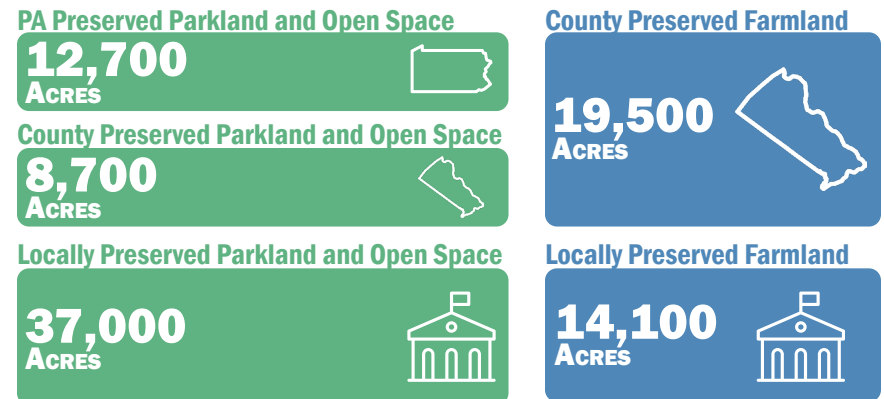 PA Preserved Parkland and Open Space
12,700
ACRES
County Preserved Parkland and Open Space
8,700
ACRES
Locally Preserved Parkland and Open Space
37,000
ACRES
County Preserved Farmland
19,500
ACRES
Locally Preserved Farmland
14,100
ACRES